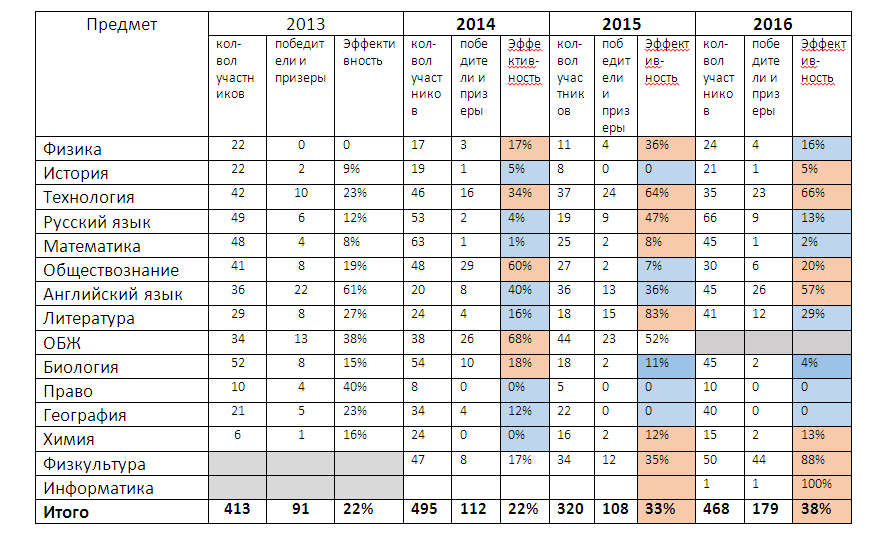 Предмет 2013 2014 2015 2016
кол-вол участников победители и призеры Эффективность кол-вол участников победители и призеры Эффектив-ность кол-вол участников победители и призеры Эффектив-ность кол-вол участников победители и призеры Эффектив-ность
Физика 22 0 0 17 3 17% 11 4 36% 24 4 16%
История 22 2 9% 19 1 5% 8 0 0 21 1 5%
Технология 42 10 23% 46 16 34% 37 24 64% 35 23 66%
Русский язык 49 6 12% 53 2 4% 19 9 47% 66 9 13%
Математика 48 4 8% 63 1 1% 25 2 8% 45 1 2%
Обществознание 41 8 19% 48 29 60% 27 2 7% 30 6 20%
Английский язык 36 22 61% 20 8 40% 36 13 36% 45 26 57%
Литература 29 8 27% 24 4 16% 18 15 83% 41 12 29%
ОБЖ 34 13 38% 38 26 68% 44 23 52%
Биология 52 8 15% 54 10 18% 18 2 11% 45 2 4%
Право 10 4 40% 8 0 0% 5 0 0 10 0 0
География 21 5 23% 34 4 12% 22 0 0 40 0 0
Химия 6 1 16% 24 0 0% 16 2 12% 15 2 13%
Физкультура 47 8 17% 34 12 35% 50 44 88%
Информатика 1 1 100%
Итого 413 91 22% 495 112 22% 320 108 33% 468 179 38%